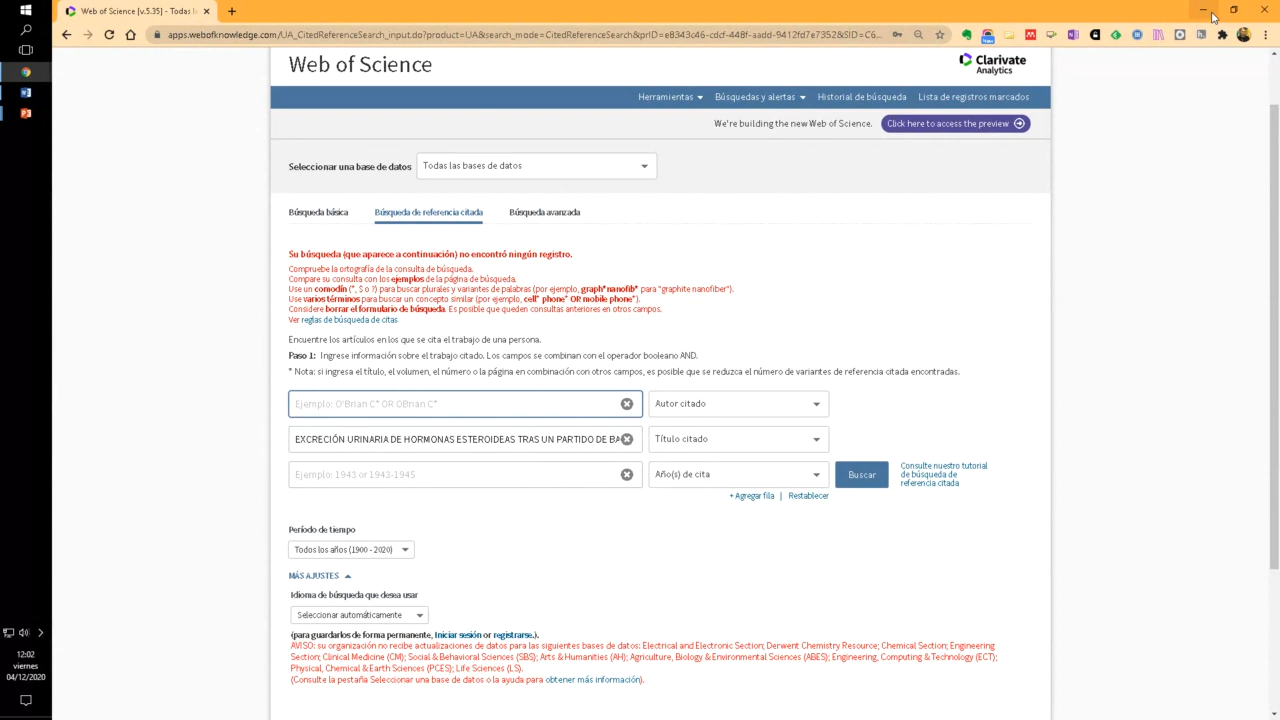 Web of Science [v.5.35] - Todas l
apps.webofknowledge.com/UA_CitedReferenceSearch_input.do?product=UA&search_mode=CitedReferenceSearch&prID=e8343c46-cdcf-448f-aadd-9412fd7e7352&SID=C6...
Web of Science
Clarivate
Analytics
Herramientas
Búsquedas y alertas
Historial de búsqueda
Lista de registros marcados
We're building the new Web of Science.
Click here to access the preview
Seleccionar una base de datos
Todas las bases de datos
Búsqueda básica
Búsqueda de referencia citada
Búsqueda avanzada
Su búsqueda (que aparece a continuación) no encontró ningún registro.
Compruebe la ortografía de la consulta de búsqueda.
Compare su consulta con los ejemplos de la página de búsqueda.
Use un comodín (*, $ o ?) para buscar plurales y variantes de palabras (por ejemplo, graph*nanofib* para "graphite nanofiber").
Use varios términos para buscar un concepto similar (por ejemplo, cell* phone* OR mobile phone*).
Considere borrar el formulario de búsqueda. Es posible que queden consultas anteriores en otros campos.
Ver reglas de búsqueda de citas
Encuentre los artículos en los que se cita el trabajo de una persona.
Paso 1: Ingrese información sobre el trabajo citado. Los campos se combinan con el operador booleano AND.
* Nota: si ingresa el título, el volumen, el número o la página en combinación con otros campos, es posible que se reduzca el número de variantes de referencia citada encontradas.
Ejemplo: O'Brian C* OR OBrian C*
Autor citado
EXCRECIÓN URINARIA DE HORMONAS ESTEROIDEAS TRAS UN PARTIDO DE BA
Título citado
Ejemplo: 1943 or 1943-1945
Año(s) de cita
Buscar
Consulte nuestro tutorial
de búsqueda de
referencia citada
+ Agregar fila | Restablecer
Período de tiempo
Todos los años (1900 - 2020)
MÁS AJUSTES
Idioma de búsqueda que desea usar
Seleccionar automáticamente
(para guardarlos de forma permanente, Iniciar sesión or registrarse.).
AVISO: su organización no recibe actualizaciones de datos para las siguientes bases de datos: Electrical and Electronic Section; Derwent Chemistry Resource; Chemical Section; Engineering
Section; Clinical Medicine (CM); Social & Behavioral Sciences (SBS); Arts & Humanities (AH); Agriculture, Biology & Environmental Sciences (ABES); Engineering, Computing & Technology (ECT);
Physical, Chemical & Earth Sciences (PCES); Life Sciences (LS).
(Consulte la pestaña Seleccionar una base de datos o la ayuda para obtener más información).
12:02
viernes
04/12/2020